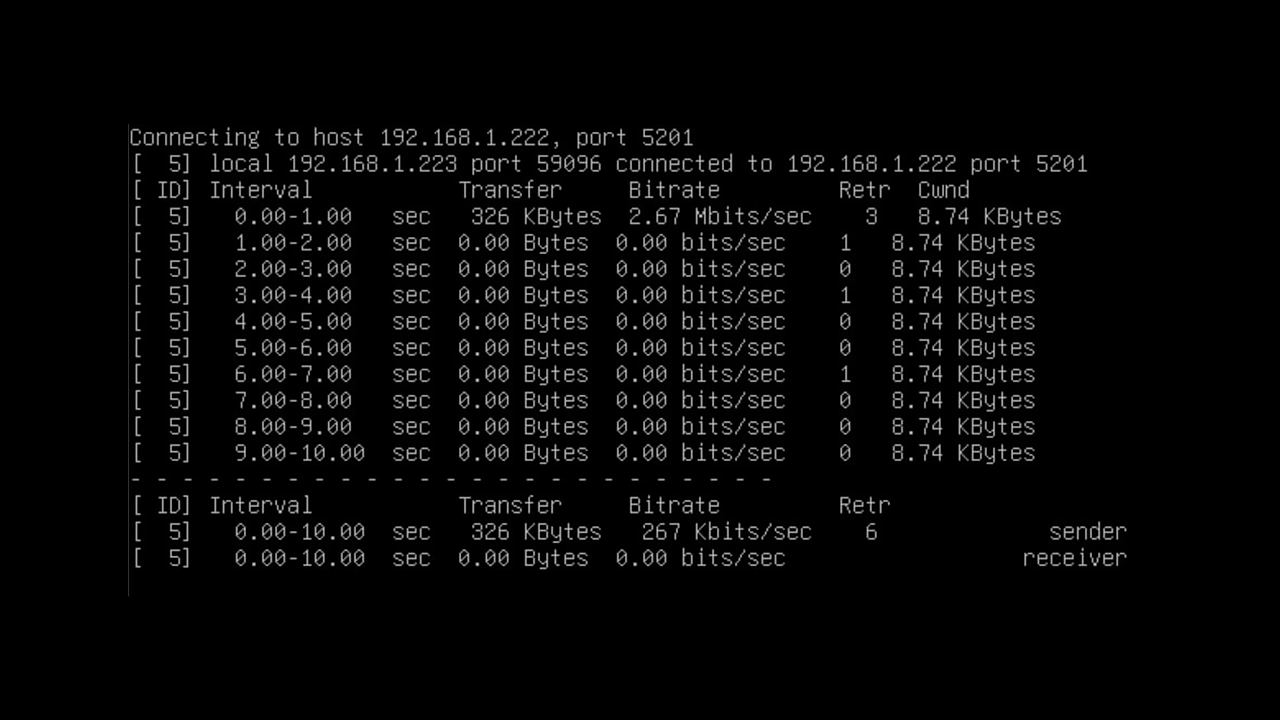 Connecting to host 192.168.1.222, port 5201
[  5] local 192.168.1.223 port 59096 connected to 192.168.1.222 port 5201
[ ID] Interval           Transfer     Bitrate         Retr  Cwnd
[  5]   0.00-1.00   sec   326 KBytes  2.67 Mbits/sec    3   8.74 KBytes
[  5]   1.00-2.00   sec  0.00 Bytes  0.00 bits/sec    1   8.74 KBytes
[  5]   2.00-3.00   sec  0.00 Bytes  0.00 bits/sec    0   8.74 KBytes
[  5]   3.00-4.00   sec  0.00 Bytes  0.00 bits/sec    1   8.74 KBytes
[  5]   4.00-5.00   sec  0.00 Bytes  0.00 bits/sec    0   8.74 KBytes
[  5]   5.00-6.00   sec  0.00 Bytes  0.00 bits/sec    0   8.74 KBytes
[  5]   6.00-7.00   sec  0.00 Bytes  0.00 bits/sec    1   8.74 KBytes
[  5]   7.00-8.00   sec  0.00 Bytes  0.00 bits/sec    0   8.74 KBytes
[  5]   8.00-9.00   sec  0.00 Bytes  0.00 bits/sec    0   8.74 KBytes
[  5]   9.00-10.00  sec  0.00 Bytes  0.00 bits/sec    0   8.74 KBytes
- - - - - - - - - - - - - - - - - - - - - - - - -
[ ID] Interval           Transfer     Bitrate         Retr
[  5]   0.00-10.00  sec   326 KBytes   267 Kbits/sec    6             sender
[  5]   0.00-10.00  sec  0.00 Bytes  0.00 bits/sec                  receiver